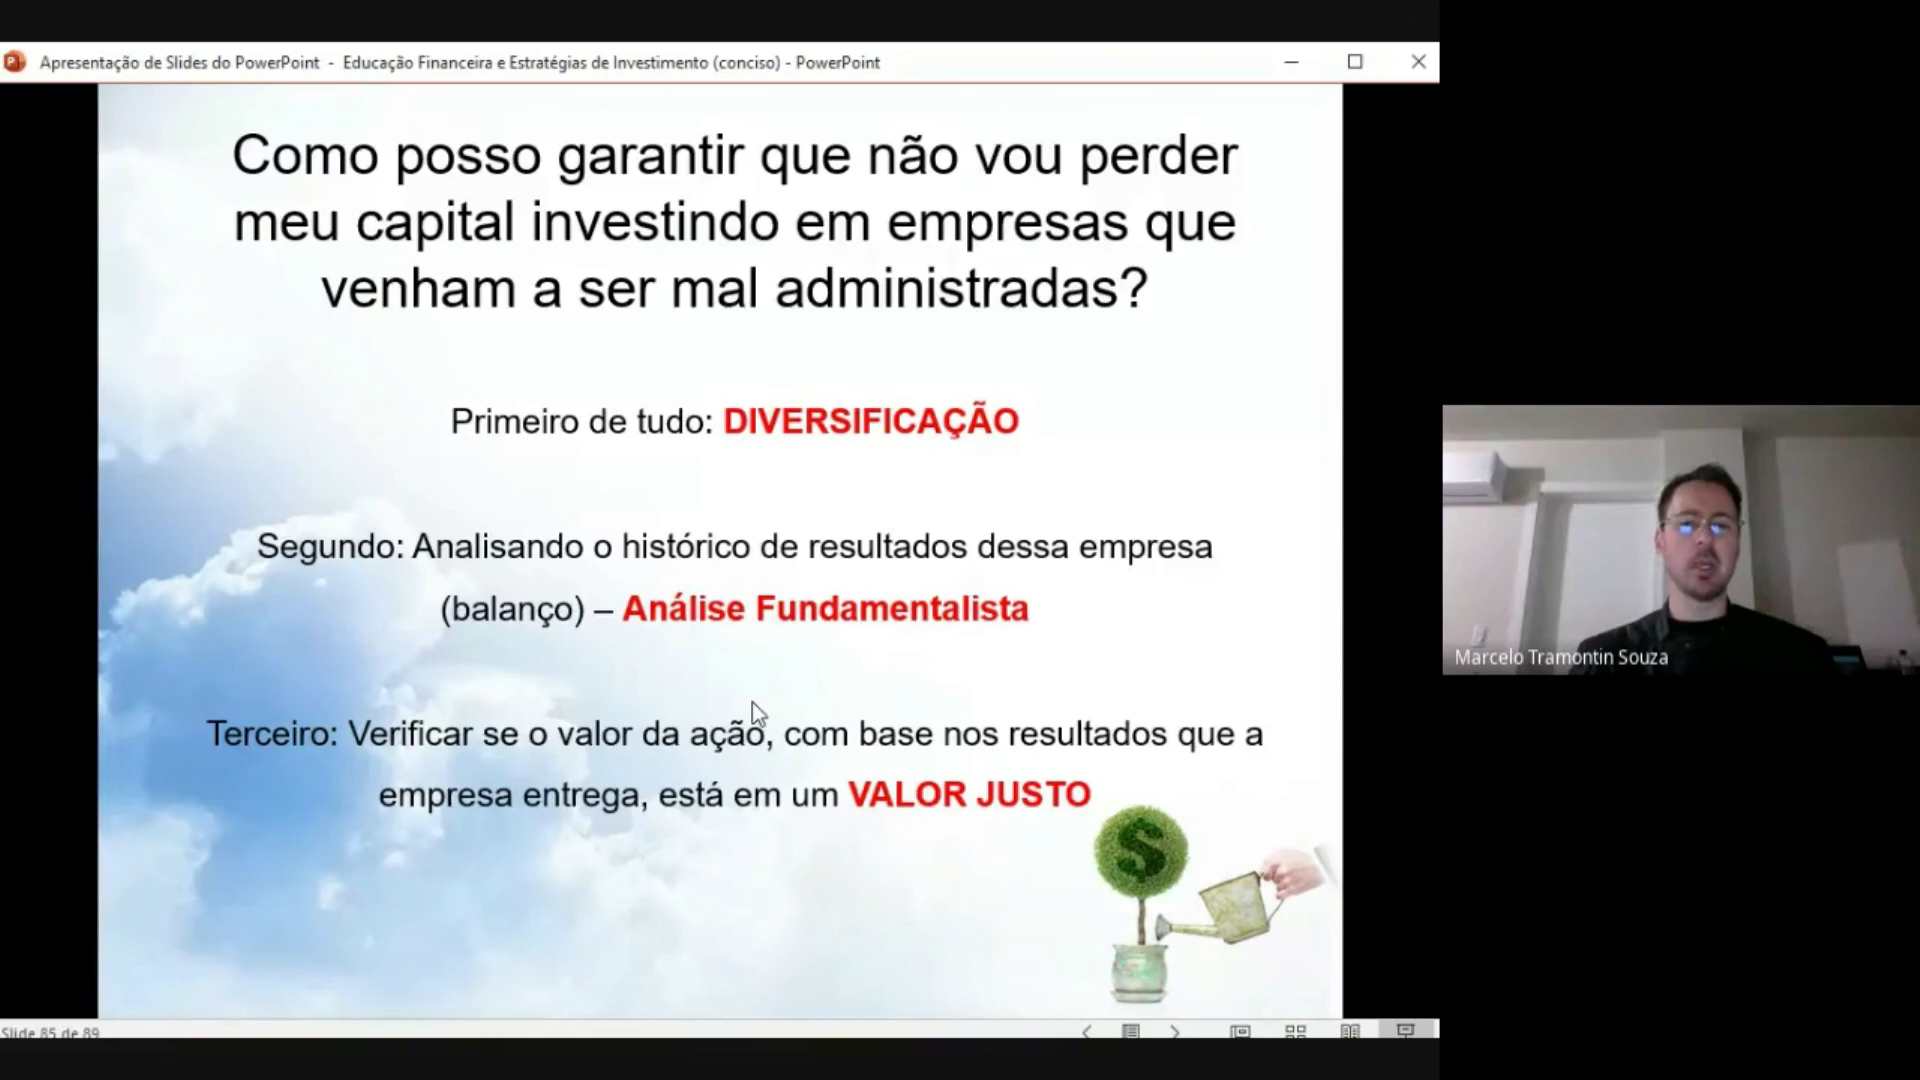 Apresentação de Slides do PowerPoint - Educação Financeira e Estratégias de Investimento (conciso) - PowerPoint
Como posso garantir que não vou perder
meu capital investindo em empresas que
venham a ser mal administradas?
Primeiro de tudo: DIVERSIFICAÇÃO
Segundo: Analisando o histórico de resultados dessa empresa
(balanço) – Análise Fundamentalista
Terceiro: Verificar se o valor da ação, com base nos resultados que a
empresa entrega, está em um VALOR JUSTO
$
Marcelo Tramontin Souza
Slide 85 de 89